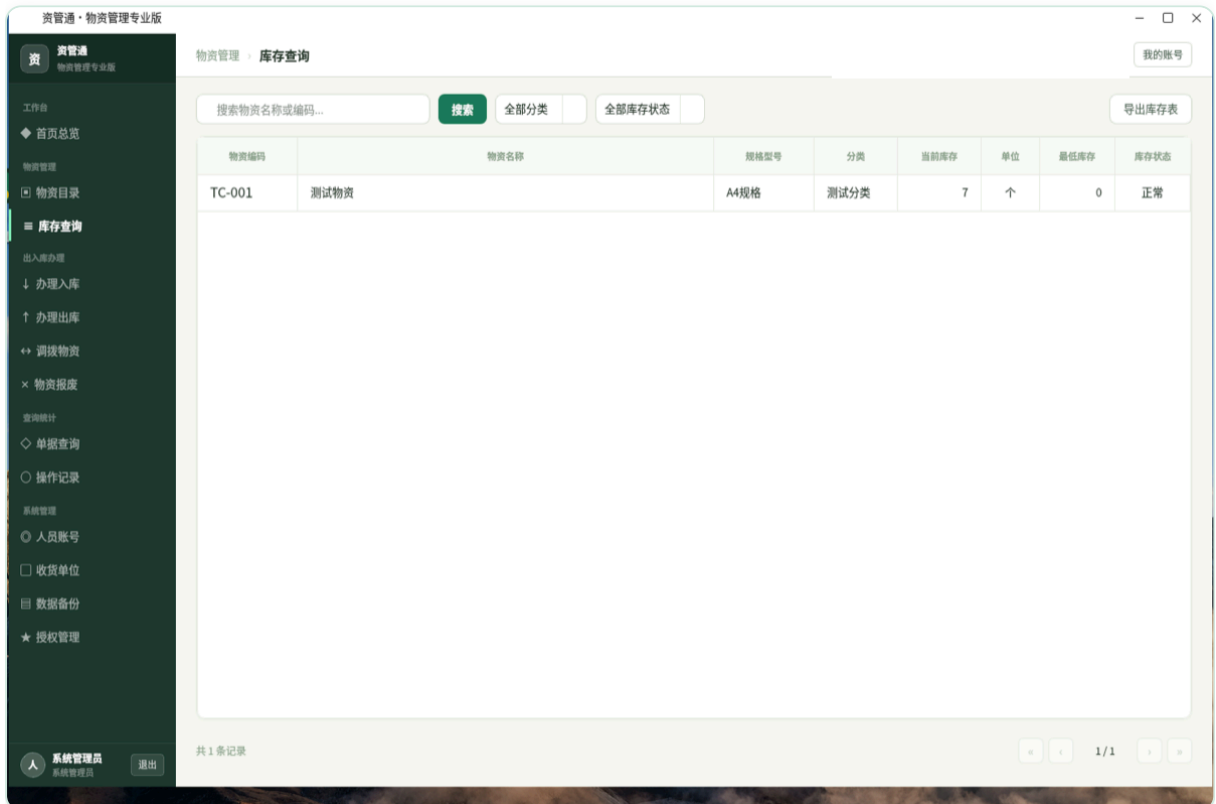 资管通·物资管理专业版
资
资管通
物资管理专业版
工作台
首页总览
物资管理
物资目录
库存查询
出入库办理
办理入库
办理出库
调拨物资
物资报废
查询统计
单据查询
操作记录
系统管理
人员账号
收货单位
数据备份
授权管理
人
系统管理员
系统管理员
退出
物资管理 › 库存查询
我的账号
搜索物资名称或编码...
搜索
全部分类
全部库存状态
导出库存表
物资编码 物资名称 规格型号 分类 当前库存 单位 最低库存 库存状态
TC-001 测试物资 A4规格 测试分类 7 个 0 正常
共 1 条记录
« ‹ 1 / 1 › »